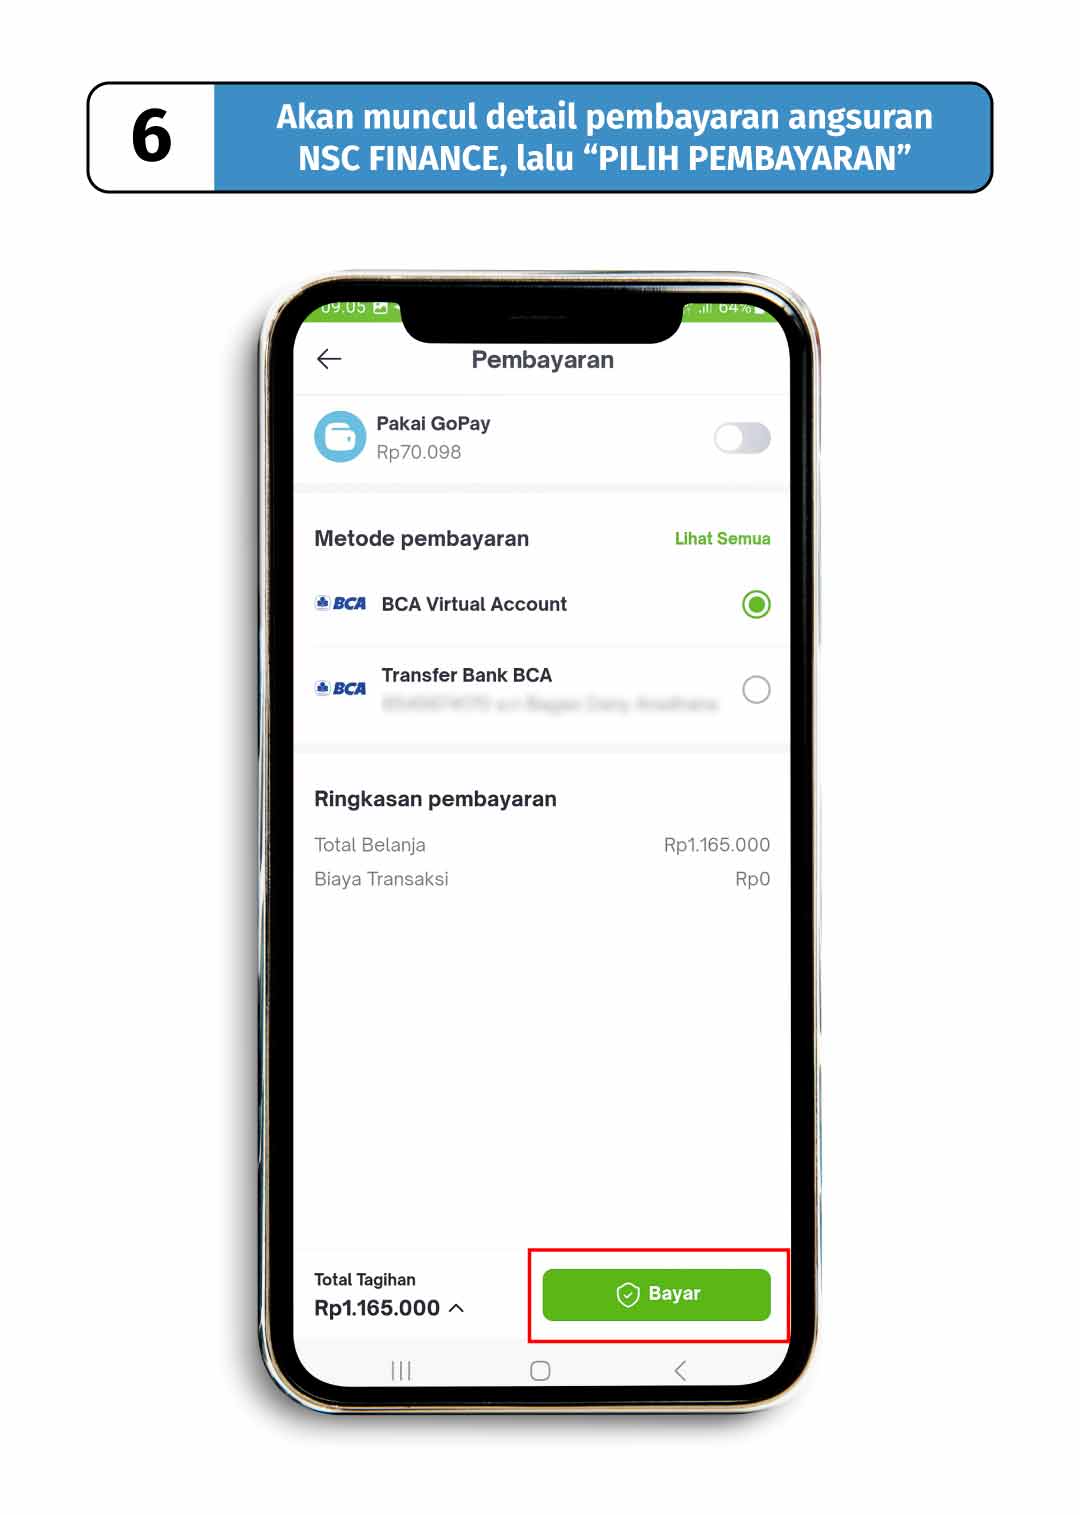 6
Akan muncul detail pembayaran angsuran
NSC FINANCE, lalu “PILIH PEMBAYARAN”
09.05
64%
Pembayaran
Pakai GoPay
Rp70.098
Metode pembayaran
Lihat Semua
BCA BCA Virtual Account
Transfer Bank BCA
BCA
Ringkasan pembayaran
Total Belanja Rp1.165.000
Biaya Transaksi Rp0
Total Tagihan
Rp1.165.000
Bayar